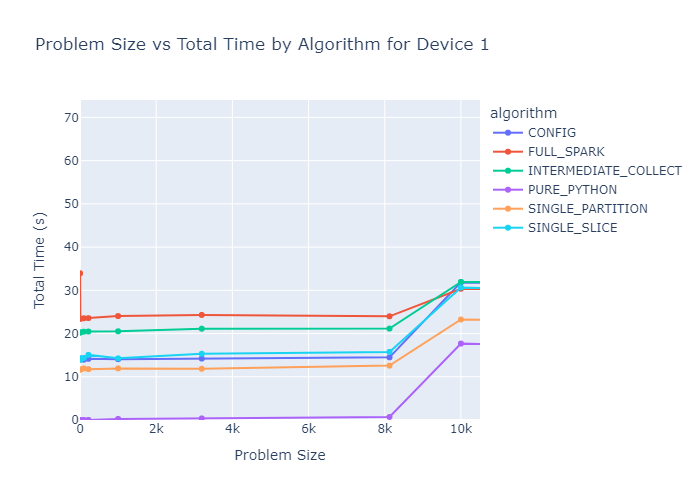 Problem Size vs Total Time by Algorithm for Device 1
algorithm
CONFIG
FULL_SPARK
INTERMEDIATE_COLLECT
PURE_PYTHON
SINGLE_PARTITION
SINGLE_SLICE
Total Time (s)
70
60
50
40
30
20
10
0
0 2k 4k 6k 8k 10k
Problem Size